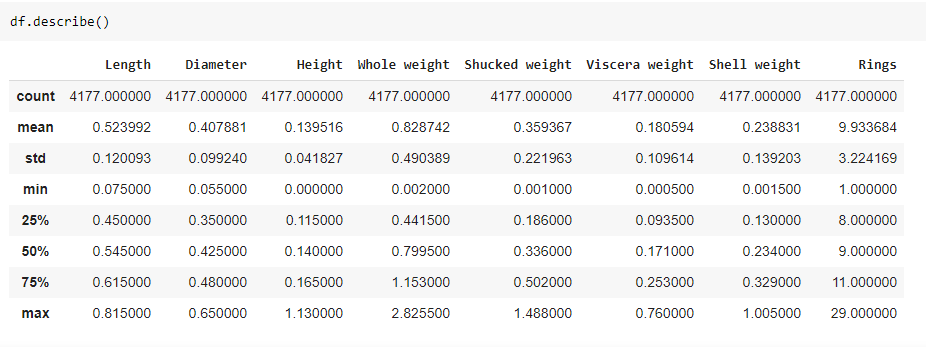 df.describe()
Length Diameter Height Whole weight Shucked weight Viscera weight Shell weight Rings
count 4177.000000 4177.000000 4177.000000 4177.000000 4177.000000 4177.000000 4177.000000 4177.000000
mean 0.523992 0.407881 0.139516 0.828742 0.359367 0.180594 0.238831 9.933684
std 0.120093 0.099240 0.041827 0.490389 0.221963 0.109614 0.139203 3.224169
min 0.075000 0.055000 0.000000 0.002000 0.001000 0.000500 0.001500 1.000000
25% 0.450000 0.350000 0.115000 0.441500 0.186000 0.093500 0.130000 8.000000
50% 0.545000 0.425000 0.140000 0.799500 0.336000 0.171000 0.234000 9.000000
75% 0.615000 0.480000 0.165000 1.153000 0.502000 0.253000 0.329000 11.000000
max 0.815000 0.650000 1.130000 2.825500 1.488000 0.760000 1.005000 29.000000